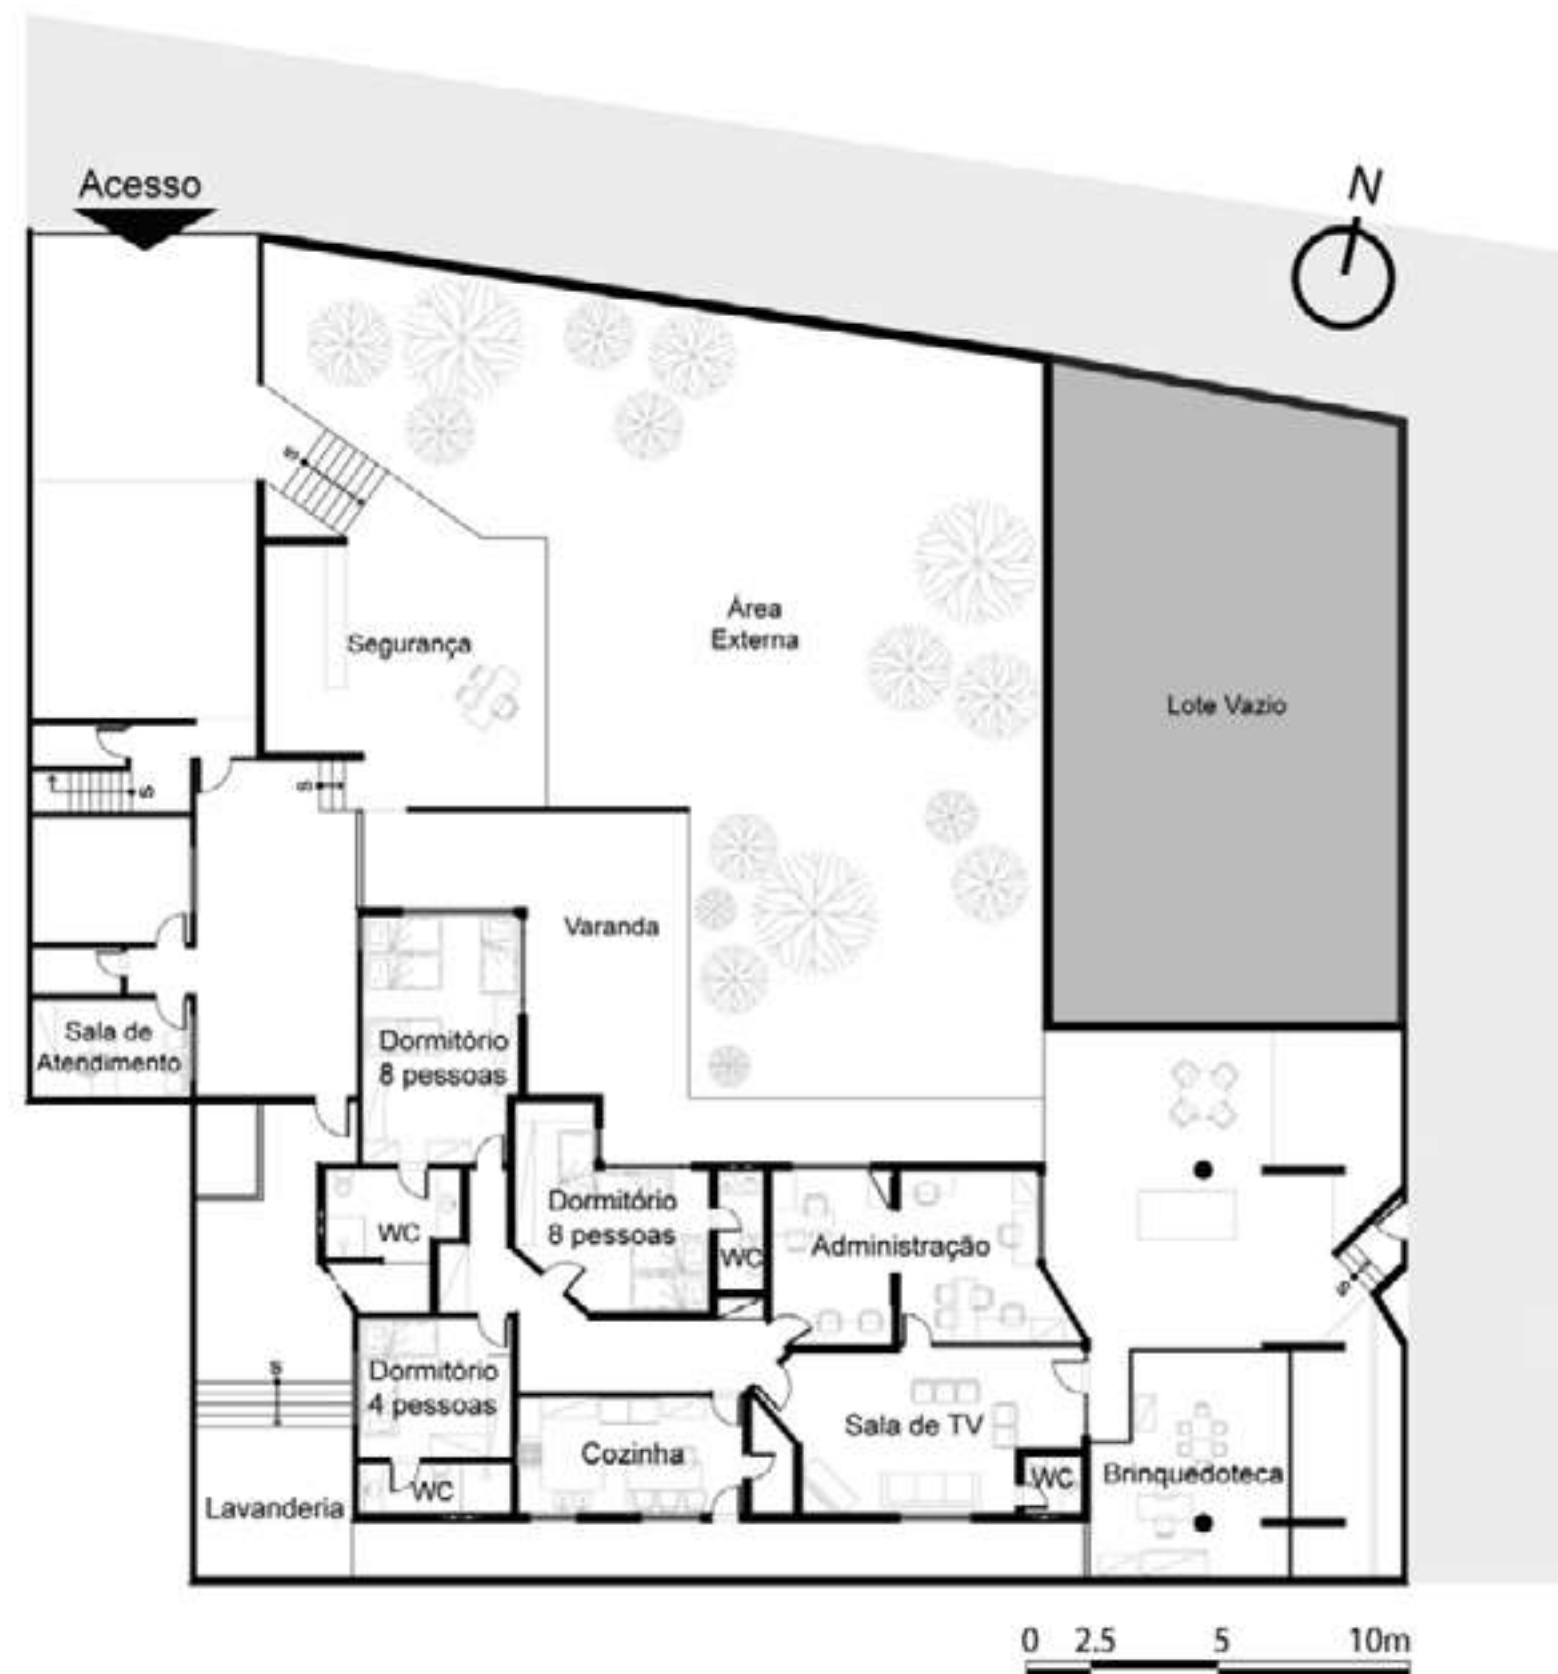 Acesso
N
s
Segurança
Área
Externa
Lote Vazio
s
s
Varanda
Sala de
Atendimento
Dormitório
8 pessoas
Dormitório
8 pessoas
WC
WC
Administração
s
s
Dormitório
4 pessoas
Cozinha
Sala de TV
WC
Brinquedoteca
WC
Lavanderia
0 2.5 5 10m